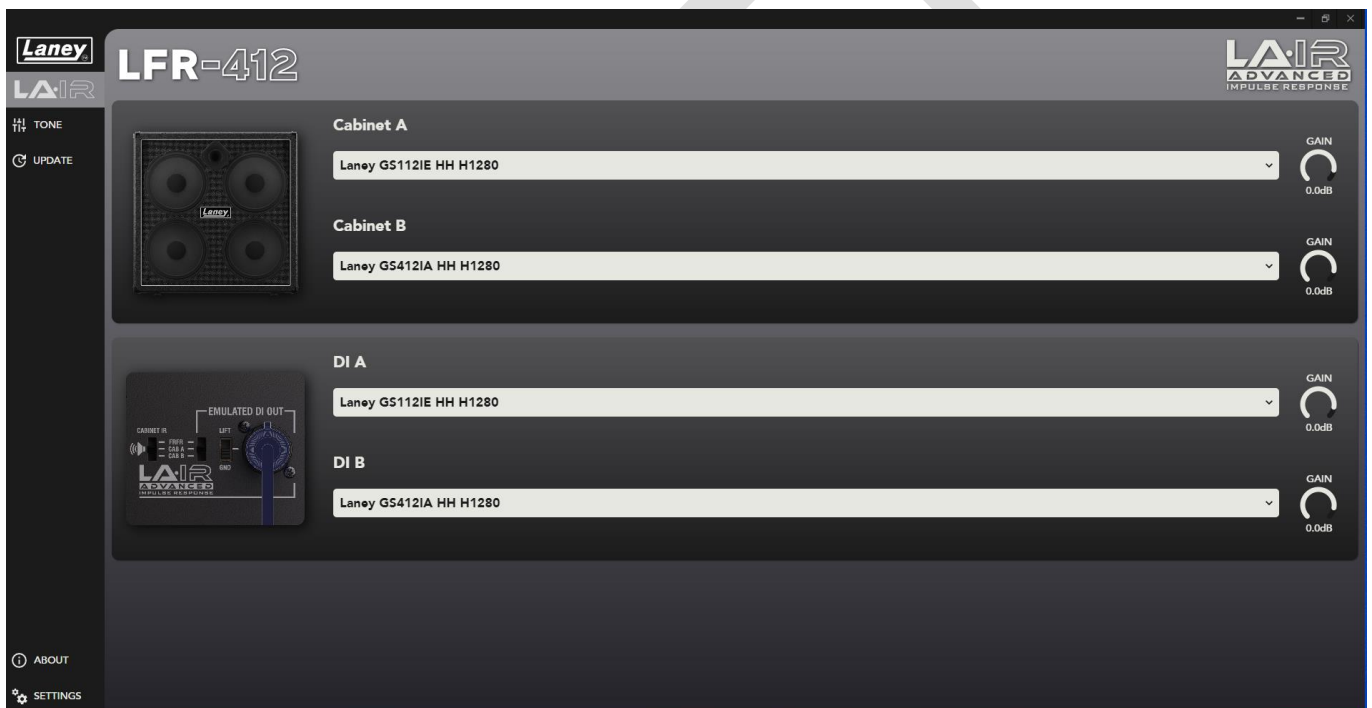 Laney
LFR-412
LA·IR
ADVANCED
IMPULSE RESPONSE
LA·IR
TONE
UPDATE
Laney
Cabinet A
Laney GS112IE HH H1280
GAIN
0.0dB
Cabinet B
Laney GS412IA HH H1280
GAIN
0.0dB
EMULATED DI OUT
CABINET IR
LIFT
FRFR
CAB A
CAB B
GND
LA·IR
ADVANCED
IMPULSE RESPONSE
DI A
Laney GS112IE HH H1280
GAIN
0.0dB
DI B
Laney GS412IA HH H1280
GAIN
0.0dB
ABOUT
SETTINGS